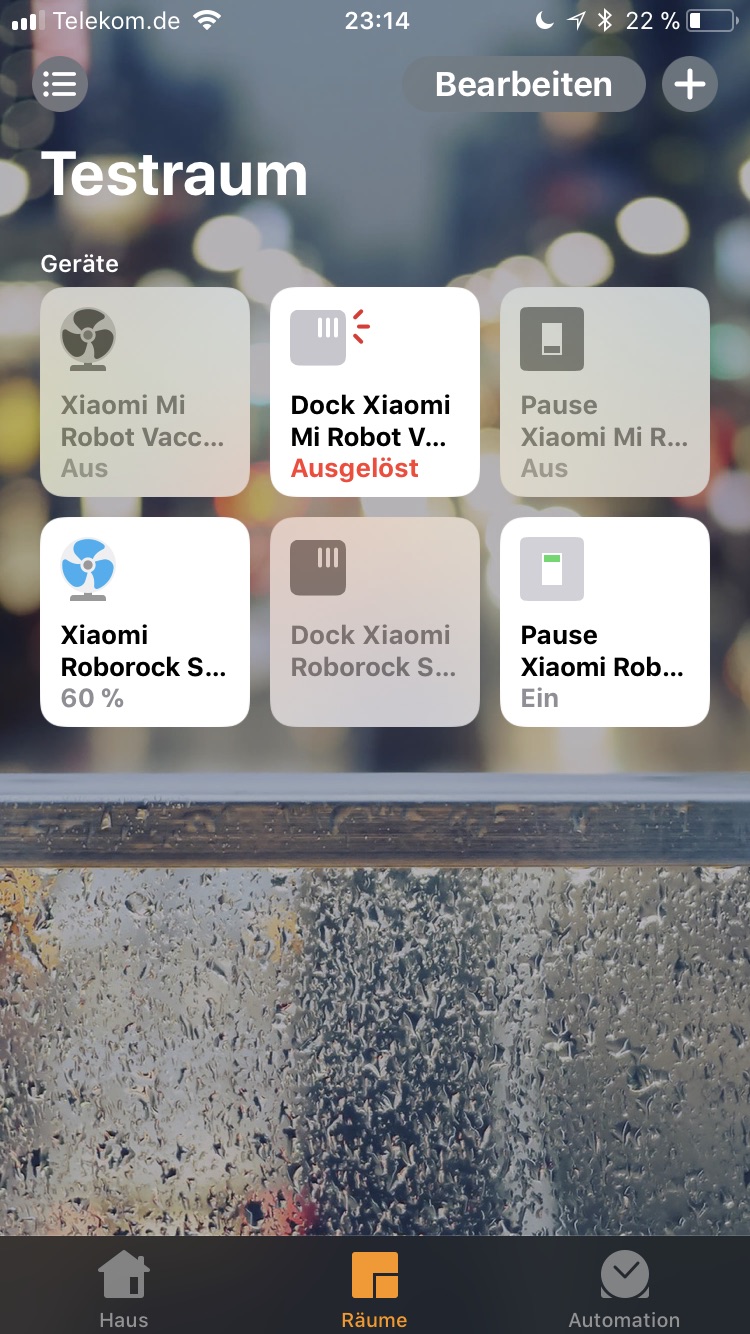 Telekom.de 23:14 22 %
Bearbeiten
Testraum
Geräte
Xiaomi Mi
Robot Vacc...
Aus
Dock Xiaomi
Mi Robot V...
Ausgelöst
Pause
Xiaomi Mi R...
Aus
Xiaomi
Roborock S...
60 %
Dock Xiaomi
Roborock S...
Pause
Xiaomi Rob...
Ein
Haus
Räume
Automation